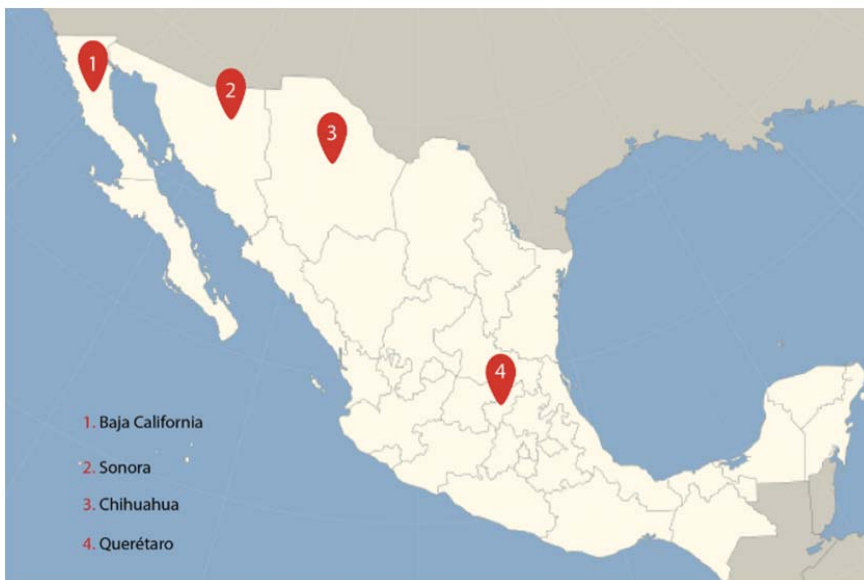 1
2
3
4
1. Baja California
2. Sonora
3. Chihuahua
4. Querétaro